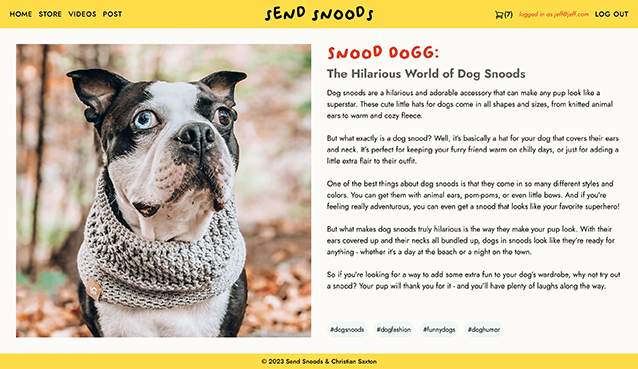 HOME STORE VIDEOS POST
SEND SNOODS
(7) logged in as jeff@jeff.com LOG OUT
SNOOD DOGG:
The Hilarious World of Dog Snoods
Dog snoods are a hilarious and adorable accessory that can make any pup look like a
superstar. These cute little hats for dogs come in all shapes and sizes, from knitted animal
ears to warm and cozy fleece.
But what exactly is a dog snood? Well, it's basically a hat for your dog that covers their ears
and neck. It's perfect for keeping your furry friend warm on chilly days, or just for adding a
little extra flair to their outfit.
One of the best things about dog snoods is that they come in so many different styles and
colors. You can get them with animal ears, pom-poms, or even little bows. And if you're
feeling really adventurous, you can even get a snood that looks like your favorite superhero!
But what makes dog snoods truly hilarious is the way they make your pup look. With their
ears covered up and their necks all bundled up, dogs in snoods look like they're ready for
anything - whether it's a day at the beach or a night on the town.
So if you're looking for a way to add some extra fun to your dog's wardrobe, why not try out
a snood? Your pup will thank you for it - and you'll have plenty of laughs along the way.
#dogsnoods #dogfashion #funnydogs #doghumor
© 2023 Send Snoods & Christian Saxton